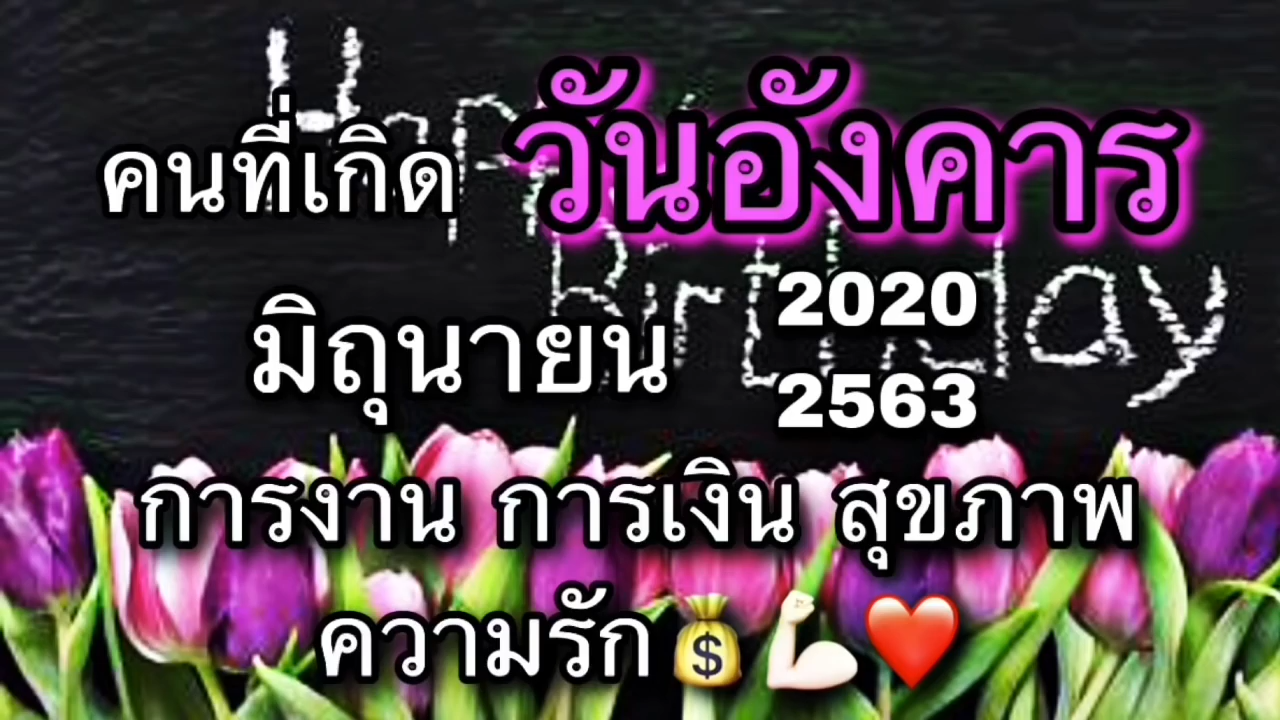 Happy
คนที่เกิด วันอังคาร
Birthday
มิถุนายน 2020
2563
การงาน การเงิน สุขภาพ
ความรัก💰💪🏻❤️